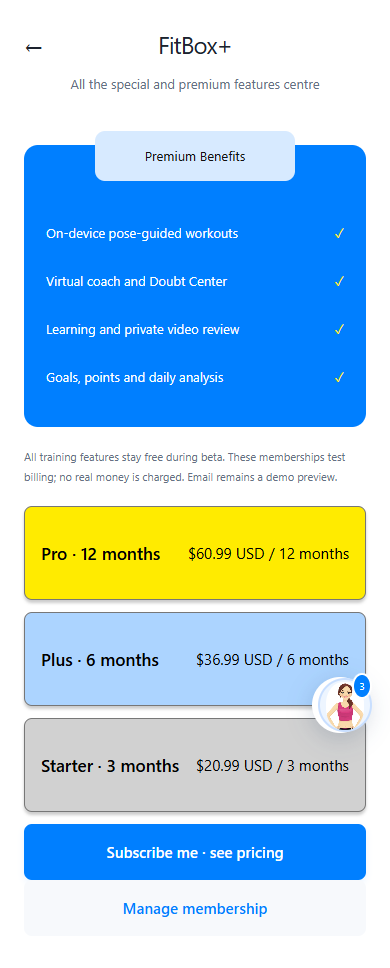 ←
FitBox+
All the special and premium features centre
Premium Benefits
On-device pose-guided workouts ✓
Virtual coach and Doubt Center ✓
Learning and private video review ✓
Goals, points and daily analysis ✓
All training features stay free during beta. These memberships test
billing; no real money is charged. Email remains a demo preview.
Pro · 12 months $60.99 USD / 12 months
Plus · 6 months $36.99 USD / 6 months
3
Starter · 3 months $20.99 USD / 3 months
Subscribe me · see pricing
Manage membership